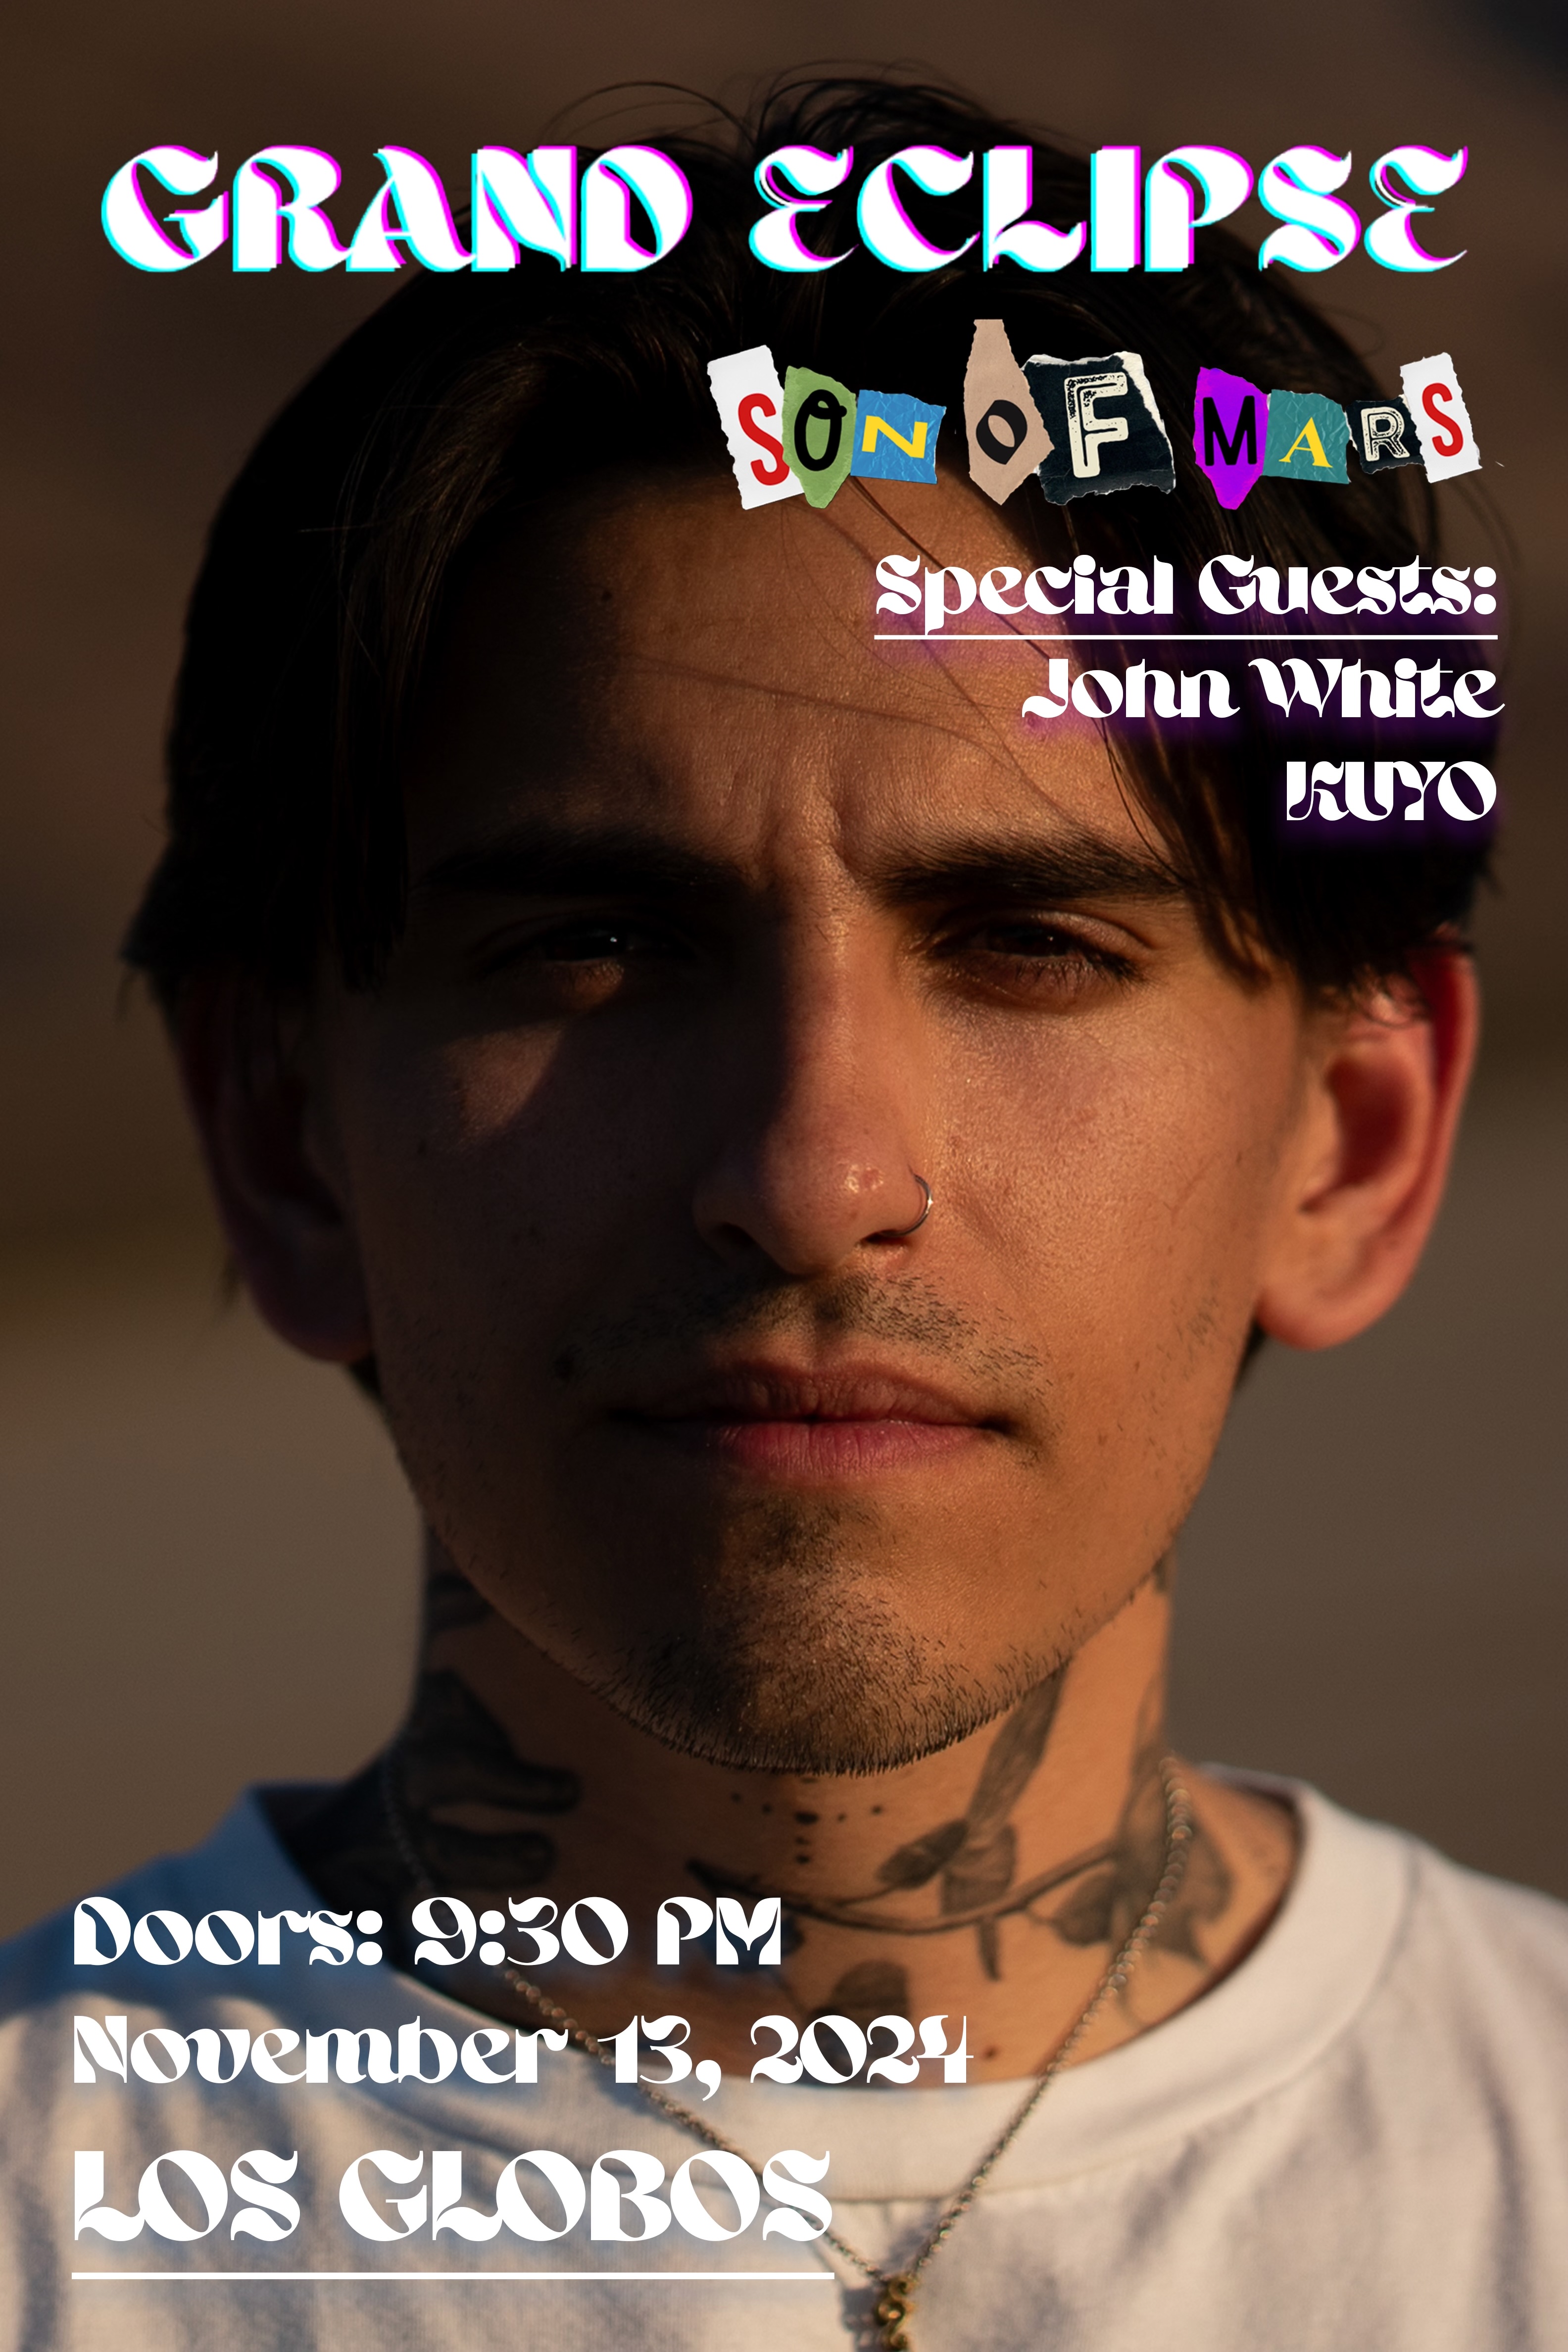 GRAND ECLIPSE
SON OF MARS
Special Guests:
John White
KUYO
Doors: 9:30 PM
November 13, 2024
LOS GLOBOS